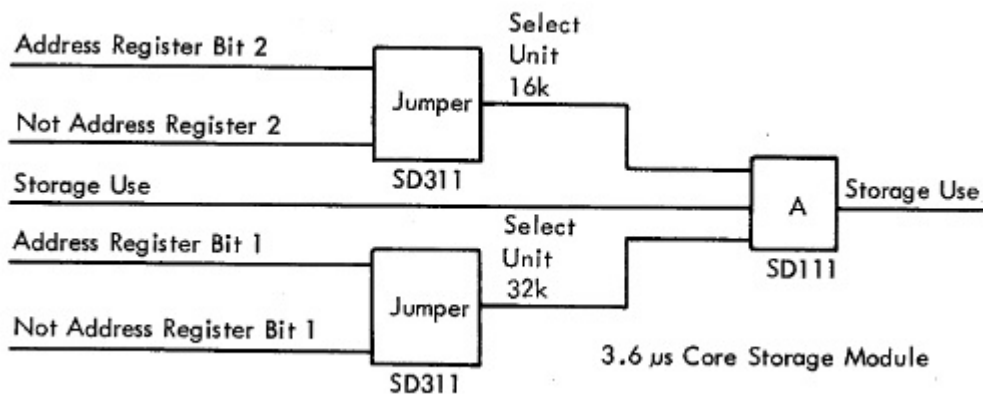 Address Register Bit 2
Not Address Register 2
Jumper
SD311
Select
Unit
16k
Storage Use
A
SD111
Storage Use
Address Register Bit 1
Not Address Register Bit 1
Jumper
SD311
Select
Unit
32k
3.6 μs Core Storage Module